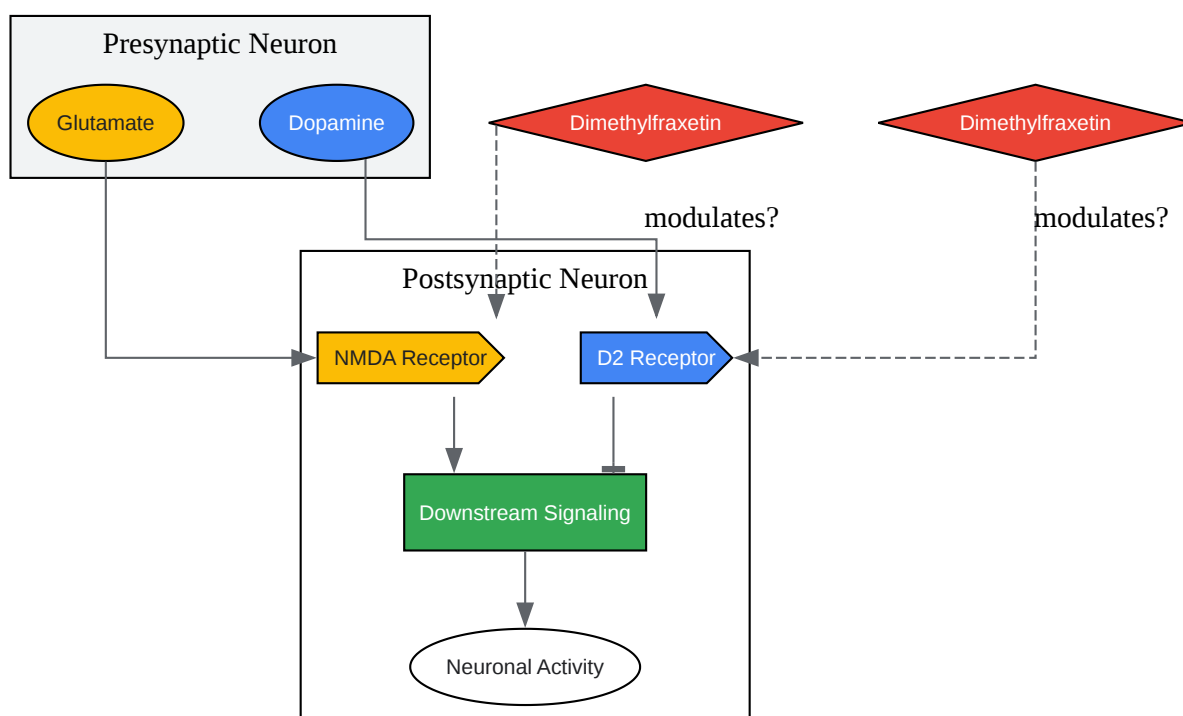 Presynaptic Neuron
Glutamate
Dopamine
Dimethylfraxetin
Dimethylfraxetin
modulates?
modulates?
Postsynaptic Neuron
NMDA Receptor
D2 Receptor
Downstream Signaling
Neuronal Activity